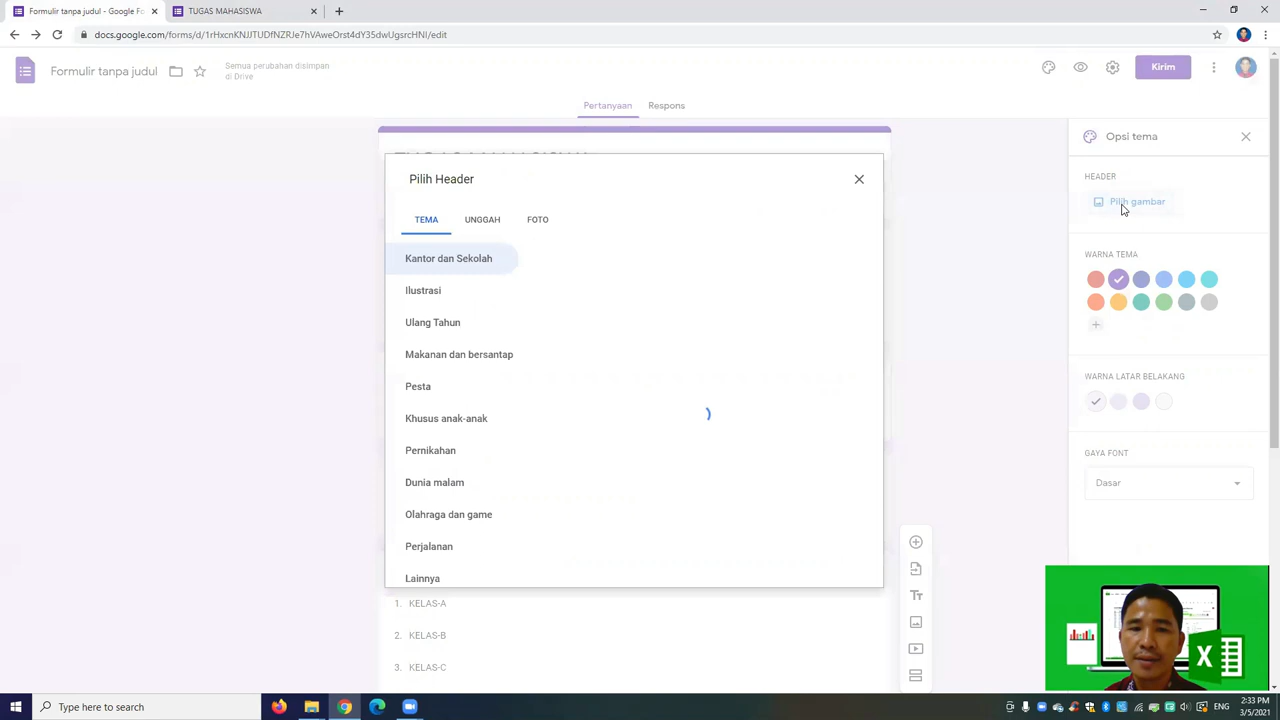 Formulir tanpa judul - Google Fo
TUGAS MAHASISWA
docs.google.com/forms/d/1rHxcnKNJJTUDfNZRJe7hVAweOrst4dY35dwUgsrcHNI/edit
Formulir tanpa judul
Semua perubahan disimpan
di Drive
Kirim
Pertanyaan
Respons
Opsi tema
Pilih Header
HEADER
Pilih gambar
TEMA
UNGGAH
FOTO
Kantor dan Sekolah
Ilustrasi
Ulang Tahun
Makanan dan bersantap
Pesta
Khusus anak-anak
Pernikahan
Dunia malam
Olahraga dan game
Perjalanan
Lainnya
WARNA TEMA
WARNA LATAR BELAKANG
GAYA FONT
Dasar
1. KELAS-A
2. KELAS-B
3. KELAS-C
X
Type here to search
ENG
2:33 PM
3/5/2021